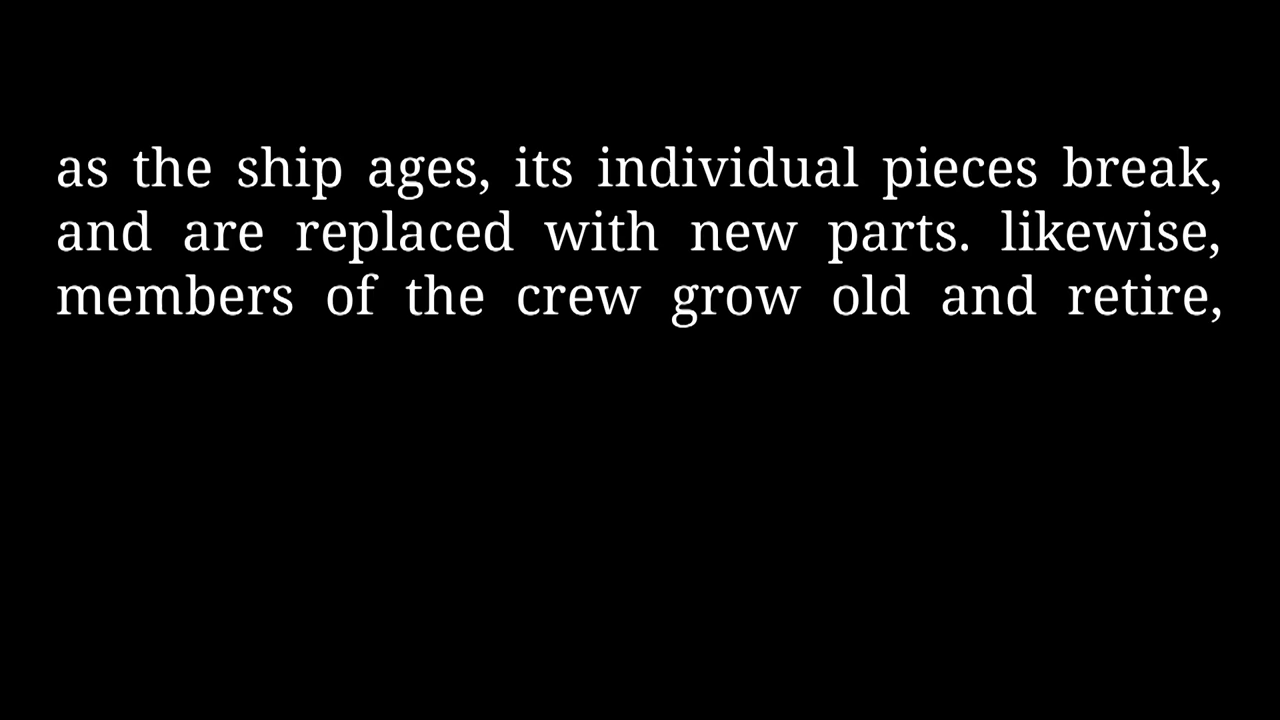 as the ship ages, its individual pieces break,
and are replaced with new parts. likewise,
members of the crew grow old and retire,